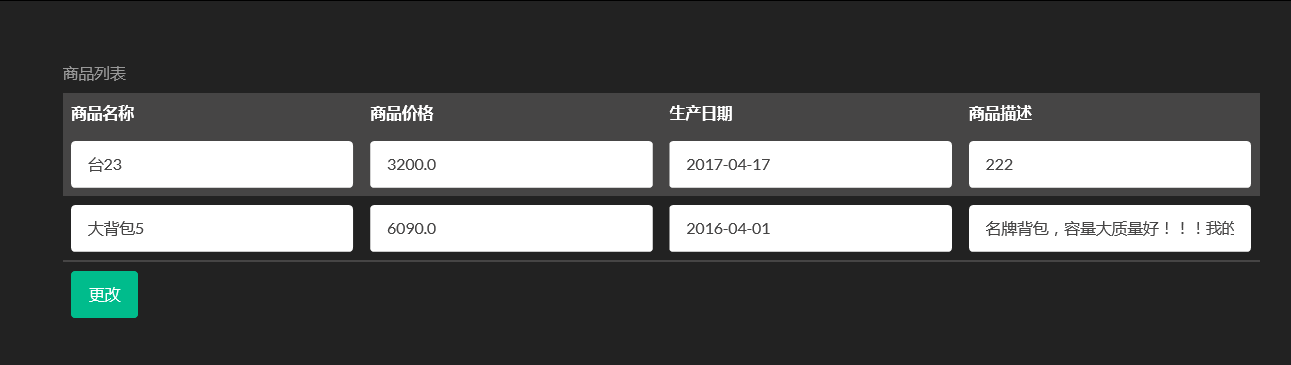 商品列表
商品名称 商品价格 生产日期 商品描述
台23 3200.0 2017-04-17 222
大背包5 6090.0 2016-04-01 名牌背包，容量大质量好！！！我的
更改